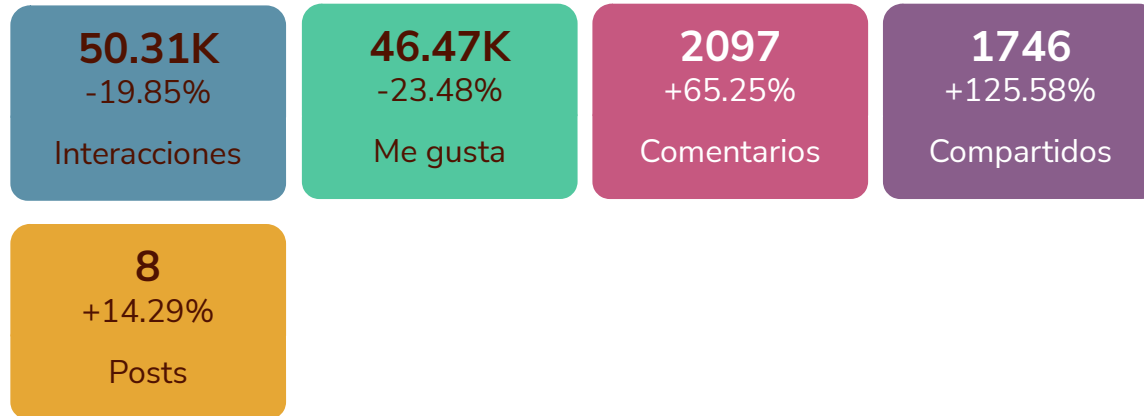 50.31K
-19.85%
Interacciones
46.47K
-23.48%
Me gusta
2097
+65.25%
Comentarios
1746
+125.58%
Compartidos
8
+14.29%
Posts